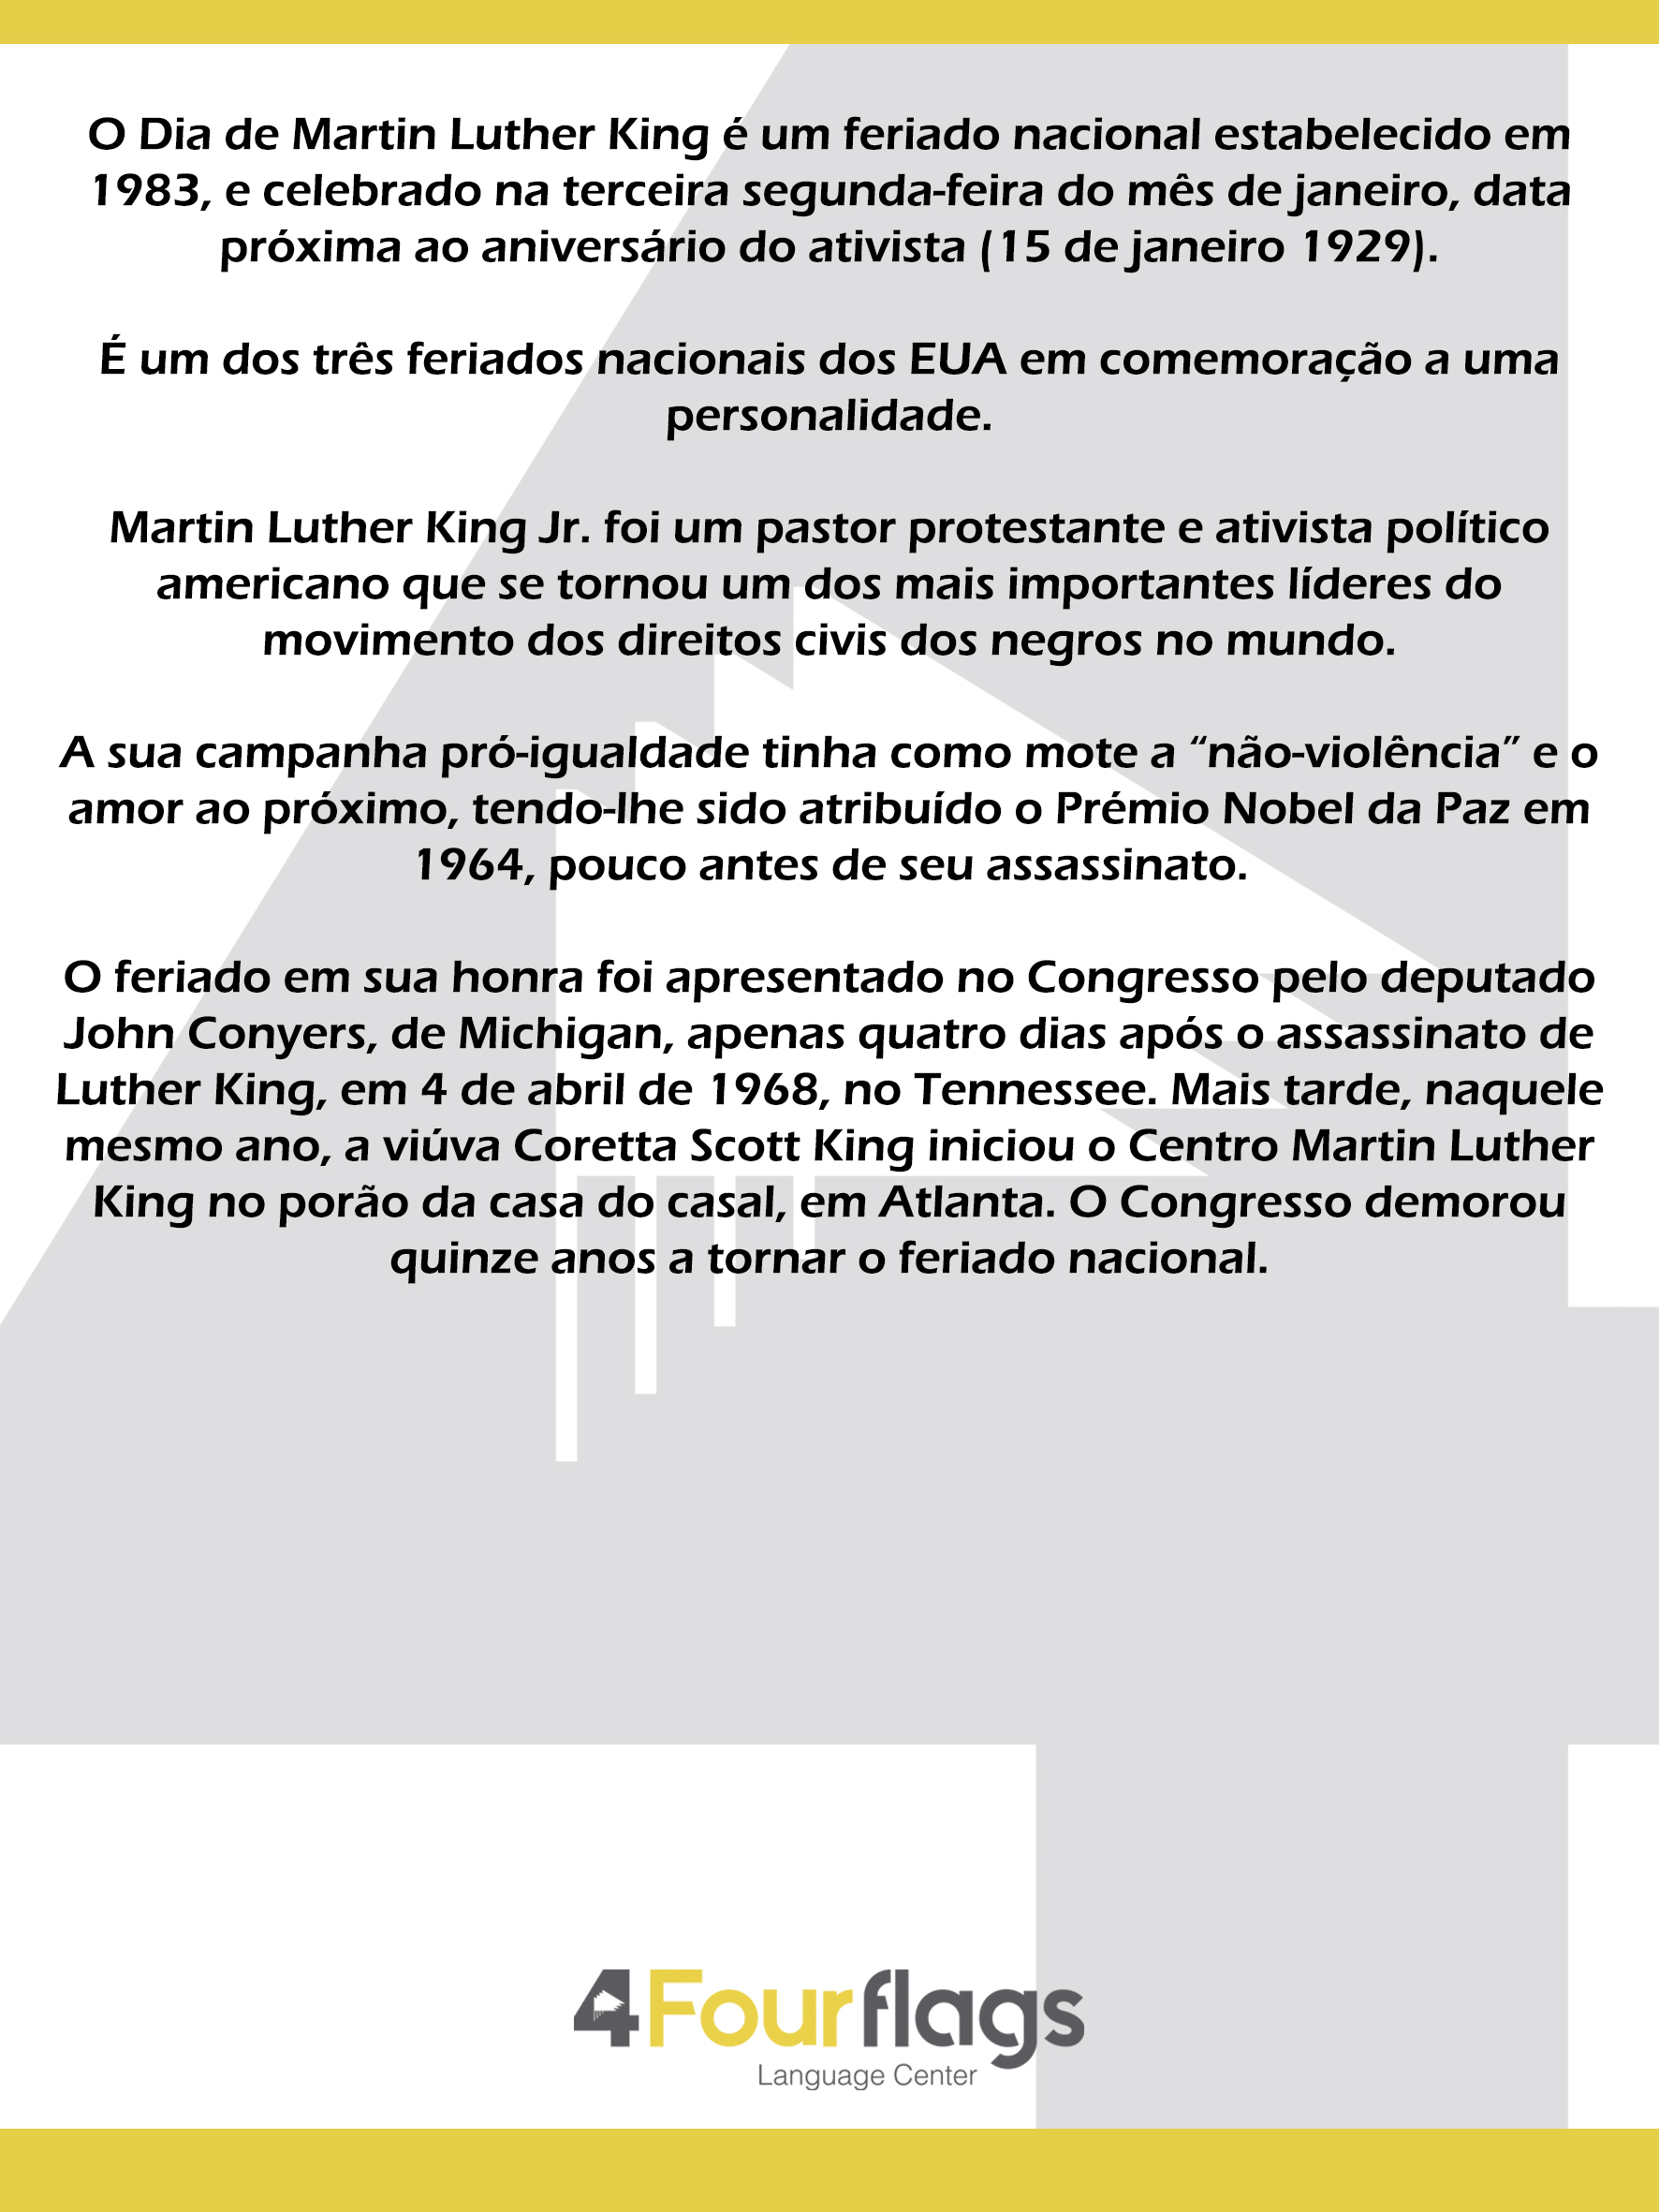 O Dia de Martin Luther King é um feriado nacional estabelecido em
1983, e celebrado na terceira segunda-feira do mês de janeiro, data
próxima ao aniversário do ativista (15 de janeiro 1929).
É um dos três feriados nacionais dos EUA em comemoração a uma
personalidade.
Martin Luther King Jr. foi um pastor protestante e ativista político
americano que se tornou um dos mais importantes líderes do
movimento dos direitos civis dos negros no mundo.
A sua campanha pró-igualdade tinha como mote a “não-violência” e o
amor ao próximo, tendo-lhe sido atribuído o Prémio Nobel da Paz em
1964, pouco antes de seu assassinato.
O feriado em sua honra foi apresentado no Congresso pelo deputado
John Conyers, de Michigan, apenas quatro dias após o assassinato de
Luther King, em 4 de abril de 1968, no Tennessee. Mais tarde, naquele
mesmo ano, a viúva Coretta Scott King iniciou o Centro Martin Luther
King no porão da casa do casal, em Atlanta. O Congresso demorou
quinze anos a tornar o feriado nacional.
4 Fourflags
Language Center